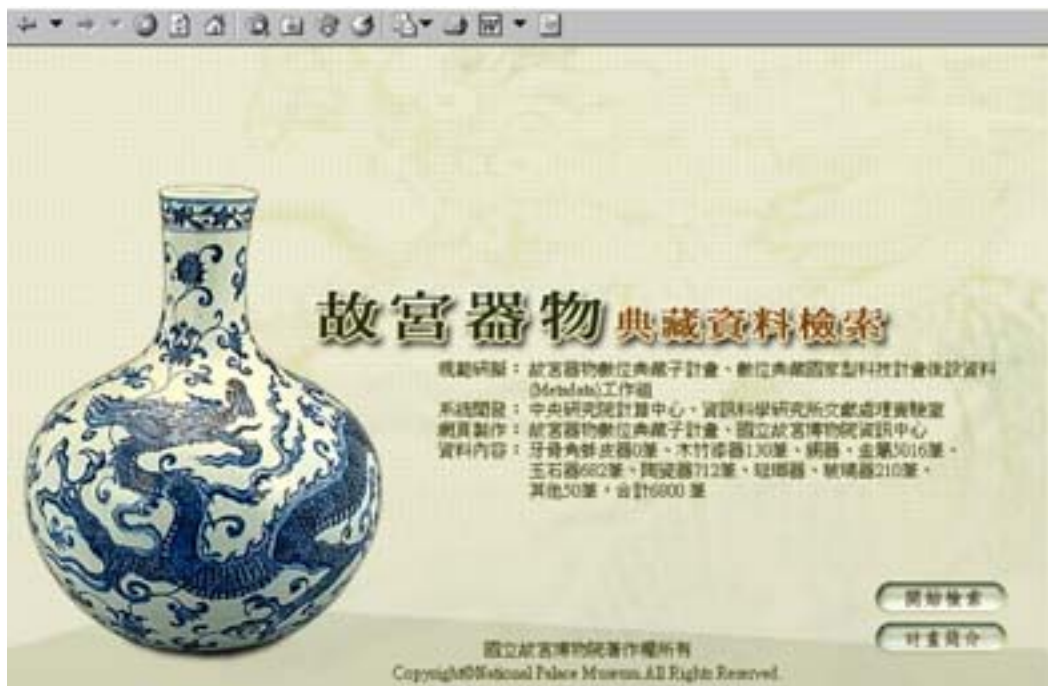 故宮器物 典藏資料檢索
規範研擬：故宮器物數位典藏子計畫、數位典藏國家型科技計畫後設資料
(Metadata)工作組
系統開發：中央研究院計算中心、資訊科學研究所文獻處理實驗室
網頁製作：故宮器物數位典藏子計畫、國立故宮博物院資訊中心
資料內容：牙骨角蚌皮器0筆、木竹漆器130筆、銅器、金屬5016筆、
玉石器682筆、陶瓷器712筆、琺瑯器、玻璃器210筆、
其他50筆，合計6800 筆
開始檢索
計畫簡介
國立故宮博物院著作權所有
Copyright©National Palace Museum.All Rights Reserved.